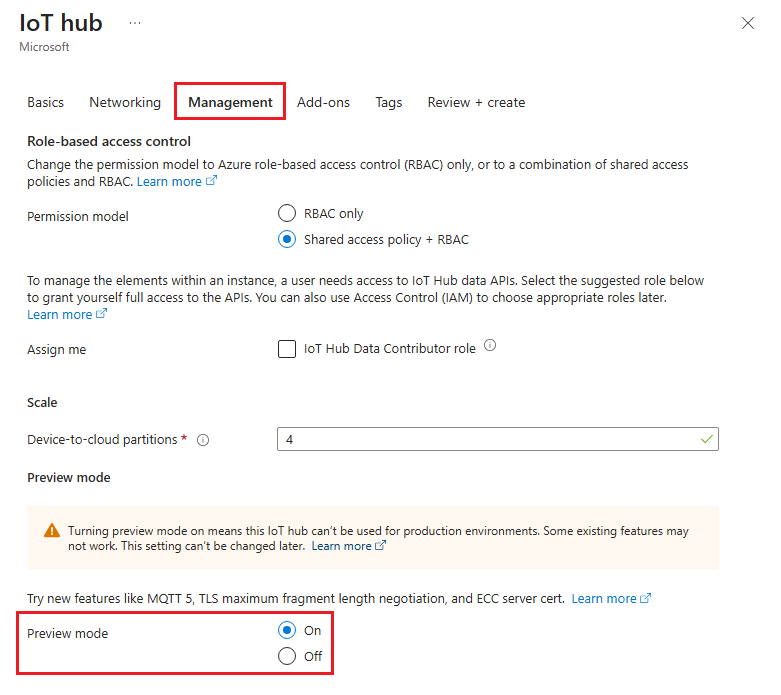 IoT hub ...
Microsoft
Basics Networking Management Add-ons Tags Review + create
Role-based access control
Change the permission model to Azure role-based access control (RBAC) only, or to a combination of shared access
policies and RBAC. Learn more
Permission model
RBAC only
Shared access policy + RBAC
To manage the elements within an instance, a user needs access to IoT Hub data APIs. Select the suggested role below
to grant yourself full access to the APIs. You can also use Access Control (IAM) to choose appropriate roles later.
Learn more
Assign me
IoT Hub Data Contributor role
Scale
Device-to-cloud partitions *
4
Preview mode
Turning preview mode on means this IoT hub can't be used for production environments. Some existing features may
not work. This setting can't be changed later. Learn more
Try new features like MQTT 5, TLS maximum fragment length negotiation, and ECC server cert. Learn more
Preview mode
On
Off